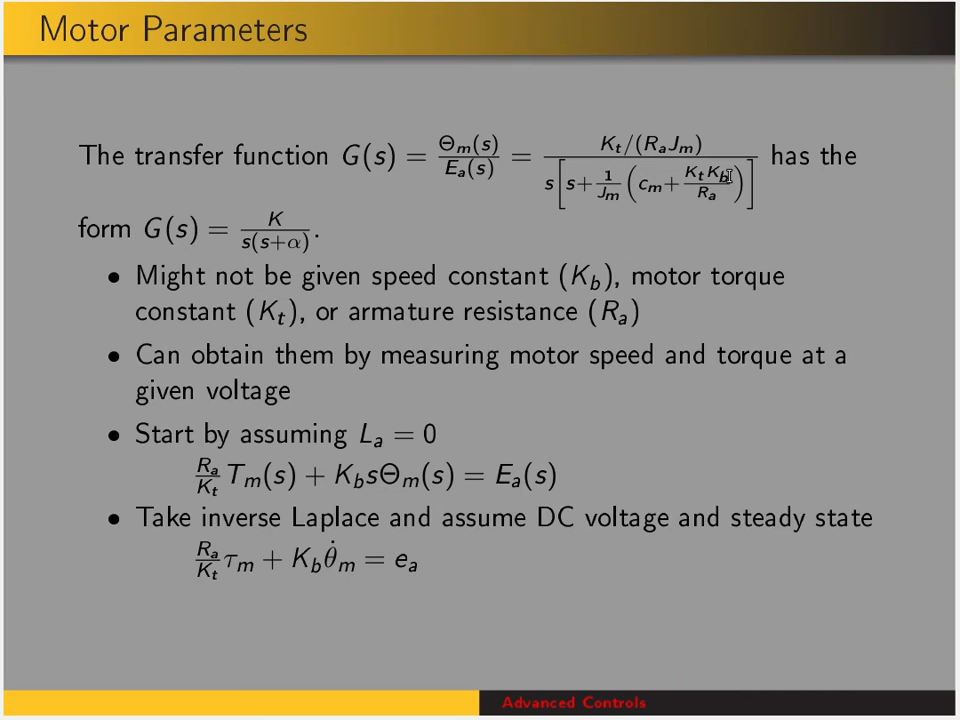 Motor Parameters
The transfer function G(s) = Θm(s)/Ea(s) = Kt/(RaJm) / s[s+1/Jm(cm+KtKb/Ra)] has the
form G(s) = K/s(s+α).
• Might not be given speed constant (Kb), motor torque
constant (Kt), or armature resistance (Ra)
• Can obtain them by measuring motor speed and torque at a
given voltage
• Start by assuming La = 0
Ra/Kt Tm(s) + KbsΘm(s) = Ea(s)
• Take inverse Laplace and assume DC voltage and steady state
Ra/Kt τm + Kbθ̇m = ea
Advanced Controls